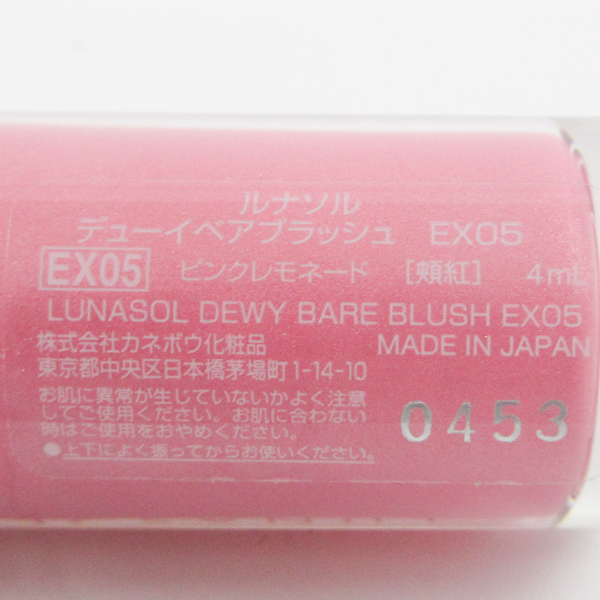 ルナソル
デューイベアブラッシュ EX05
EX05 ピンクレモネード [頰紅] 4mL
LUNASOL DEWY BARE BLUSH EX05
株式会社カネボウ化粧品 MADE IN JAPAN
東京都中央区日本橋茅場町1-14-10
お肌に異常が生じていないかよく注意
してご使用ください。お肌に合わない
時はご使用をおやめください。
●上下によく振ってからお使いください。
0453